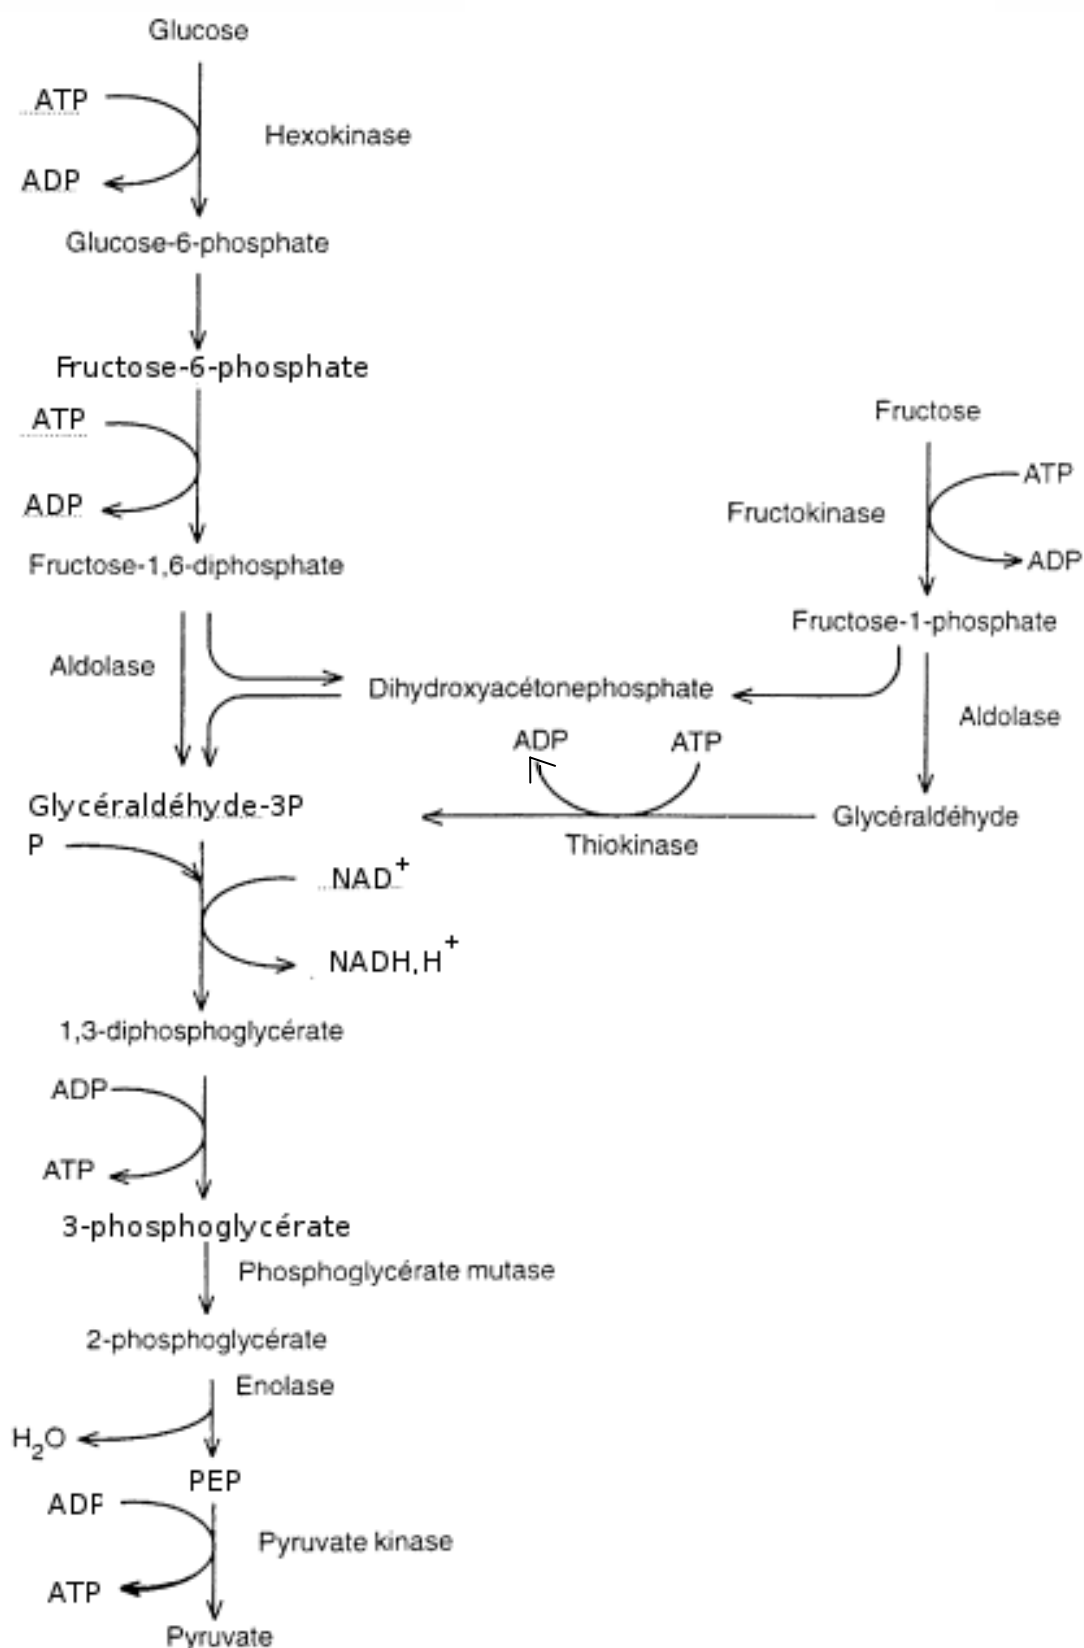 Glucose
ATP
Hexokinase
ADP
Glucose-6-phosphate
Fructose-6-phosphate
ATP
ADP
Fructose-1,6-diphosphate
Fructose
ATP
Fructokinase
ADP
Fructose-1-phosphate
Aldolase
Dihydroxyacétonephosphate
Aldolase
ADP
ATP
Glycéraldéhyde-3P
Glycéraldéhyde
Thiokinase
P
NAD+
NADH,H+
1,3-diphosphoglycérate
ADP
ATP
3-phosphoglycérate
Phosphoglycérate mutase
2-phosphoglycérate
Enolase
H2O
PEP
ADP
Pyruvate kinase
ATP
Pyruvate